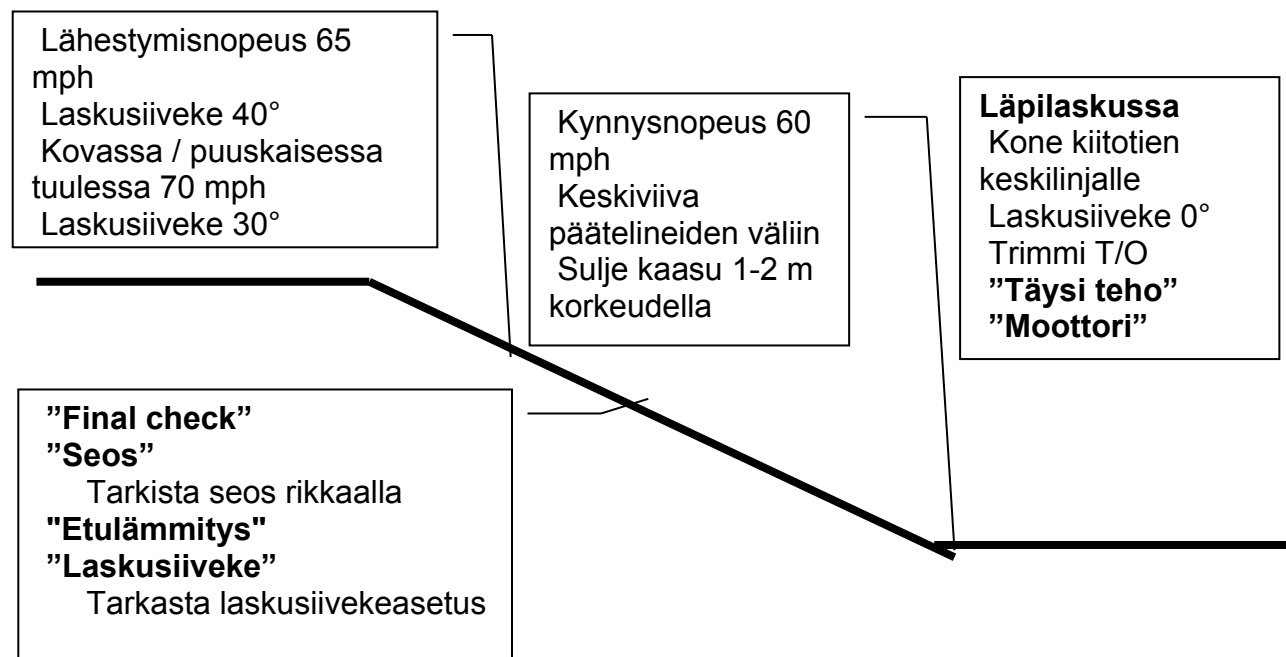 Lähestymisnopeus 65
mph
Laskusiiveke 40°
Kovassa / puuskaisessa
tuulessa 70 mph
Laskusiiveke 30°
Kynnysnopeus 60
mph
Keskiviiva
päätelineiden väliin
Sulje kaasu 1-2 m
korkeudella
Läpilaskussa
Kone kiitotien
keskilinjalle
Laskusiiveke 0°
Trimmi T/O
”Täysi teho”
”Moottori”
”Final check”
”Seos”
Tarkista seos rikkaalla
"Etulämmitys"
”Laskusiiveke”
Tarkasta laskusiivekeasetus